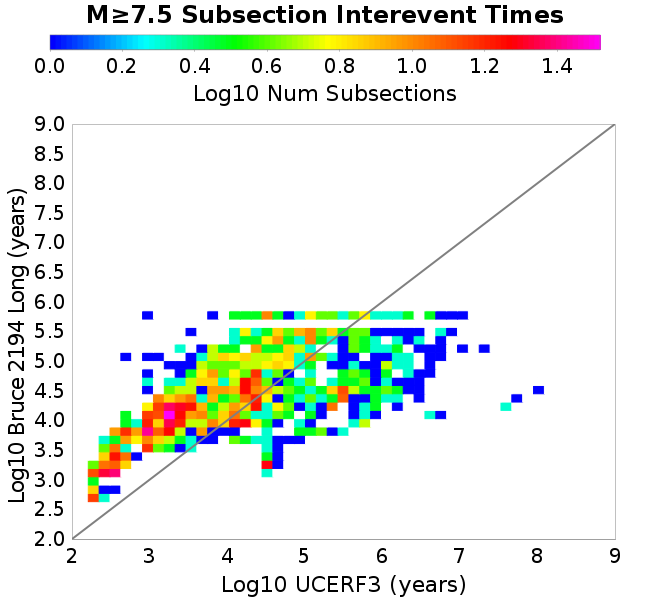 M≥7.5 Subsection Interevent Times
0.0 0.2 0.4 0.6 0.8 1.0 1.2 1.4
Log10 Num Subsections
9.0
8.5
8.0
7.5
7.0
6.5
6.0
5.5
5.0
4.5
4.0
3.5
3.0
2.5
2.0
Log10 Bruce 2194 Long (years)
2 3 4 5 6 7 8 9
Log10 UCERF3 (years)